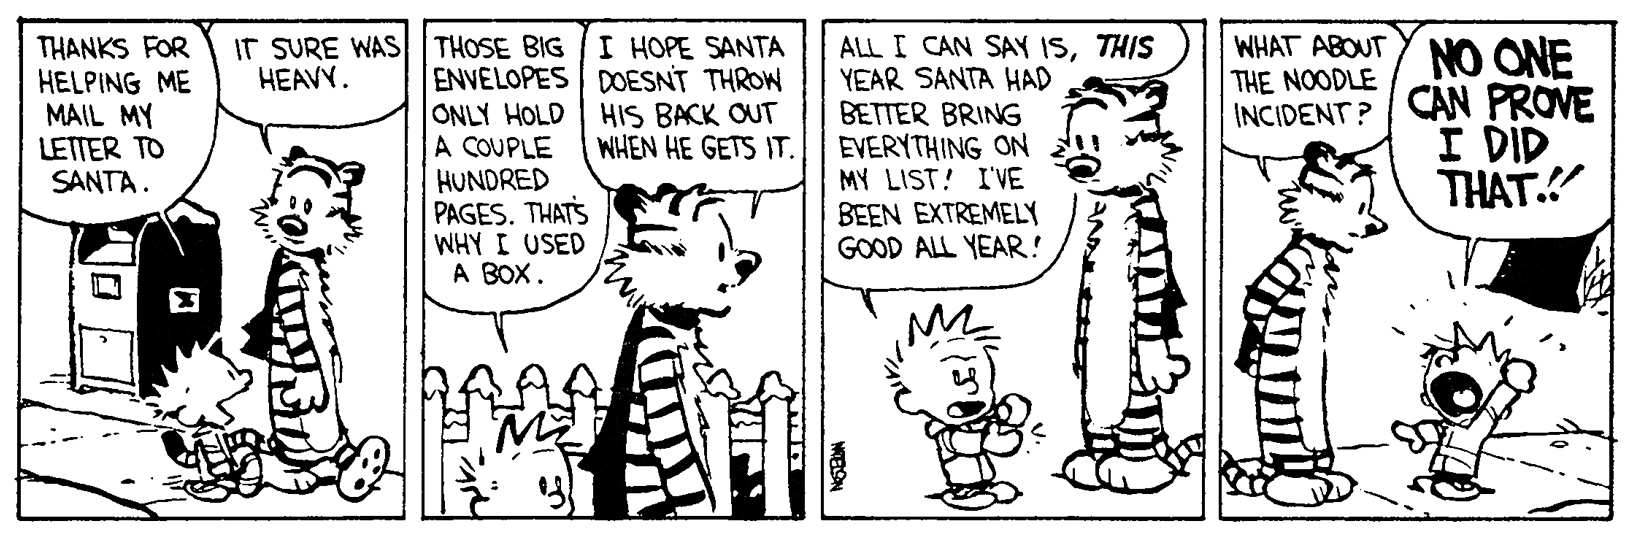 THANKS FOR
HELPING ME
MAIL MY
LETTER TO
SANTA.
IT SURE WAS
HEAVY.
THOSE BIG
ENVELOPES
ONLY HOLD
A COUPLE
HUNDRED
PAGES. THAT'S
WHY I USED
A BOX.
I HOPE SANTA
DOESN'T THROW
HIS BACK OUT
WHEN HE GETS IT.
ALL I CAN SAY IS, THIS
YEAR SANTA HAD
BETTER BRING
EVERYTHING ON
MY LIST! I'VE
BEEN EXTREMELY
GOOD ALL YEAR!
WATTERSON
WHAT ABOUT
THE NOODLE
INCIDENT?
NO ONE
CAN PROVE
I DID
THAT!!